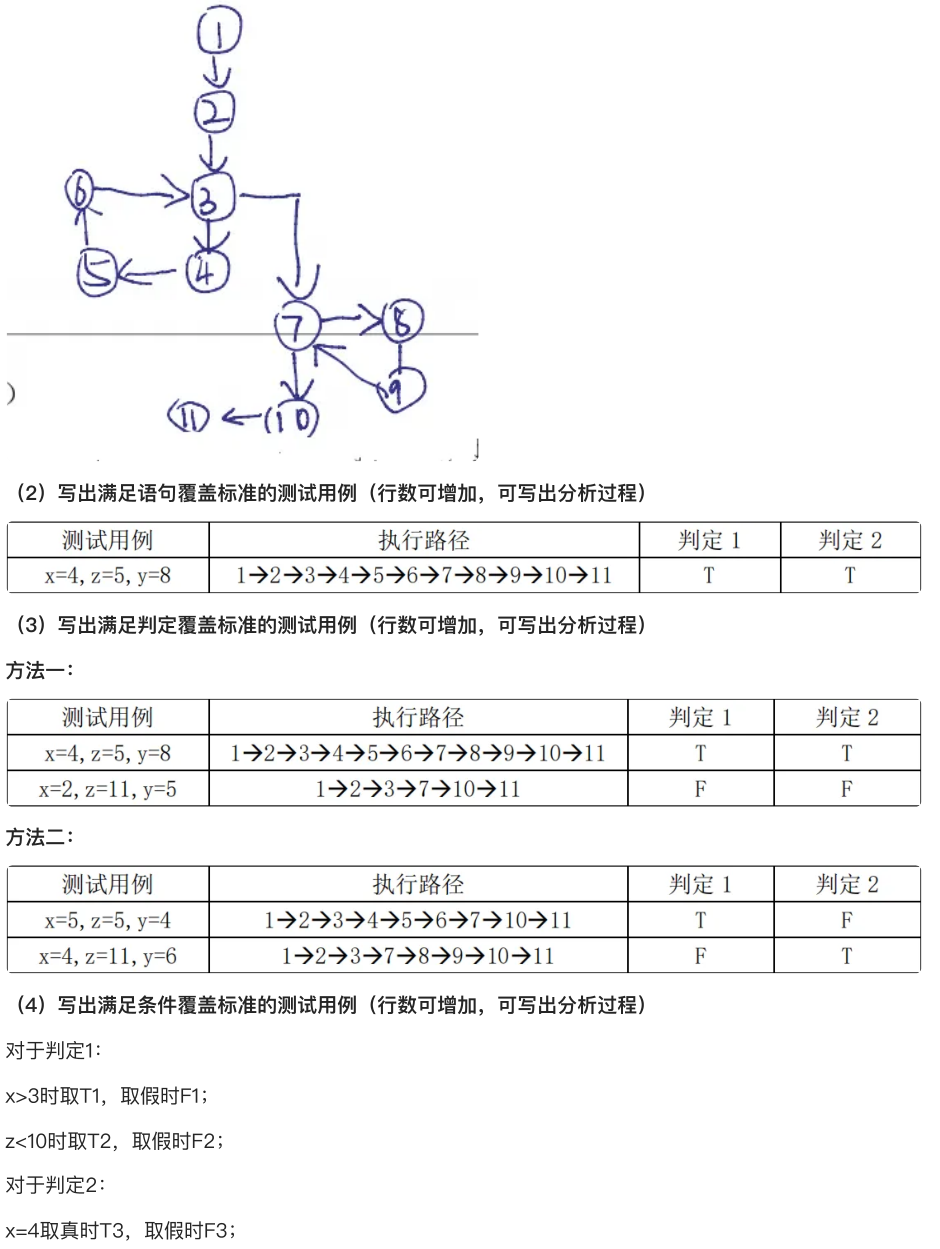 1
2
6 3
5 4
7 8
)
9
11 10
（2）写出满足语句覆盖标准的测试用例（行数可增加，可写出分析过程）
测试用例 执行路径 判定 1 判定 2
x=4, z=5, y=8 1→2→3→4→5→6→7→8→9→10→11 T T
（3）写出满足判定覆盖标准的测试用例（行数可增加，可写出分析过程）
方法一：
测试用例 执行路径 判定 1 判定 2
x=4, z=5, y=8 1→2→3→4→5→6→7→8→9→10→11 T T
x=2, z=11, y=5 1→2→3→7→10→11 F F
方法二：
测试用例 执行路径 判定 1 判定 2
x=5, z=5, y=4 1→2→3→4→5→6→7→10→11 T F
x=4, z=11, y=6 1→2→3→7→8→9→10→11 F T
（4）写出满足条件覆盖标准的测试用例（行数可增加，可写出分析过程）
对于判定1：
x>3时取T1，取假时F1；
z<10时取T2，取假时F2；
对于判定2：
x=4取真时T3，取假时F3；